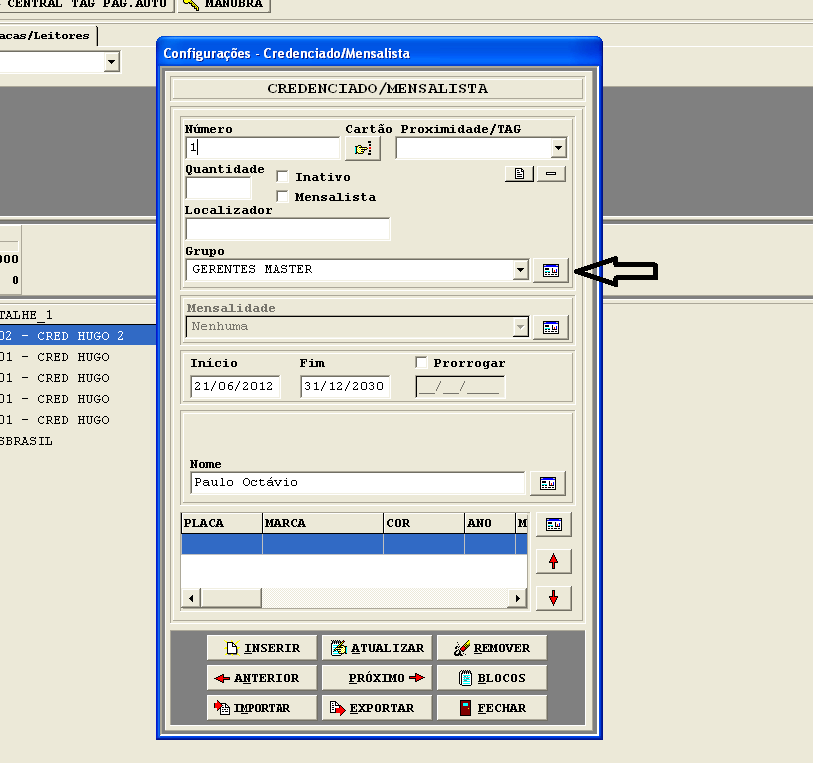 CENTRAL TAG PAG.AUTO MANOBRA
acas/Leitores
Configurações - Credenciado/Mensalista
CREDENCIADO/MENSALISTA
Número Cartão Proximidade/TAG
1
Quantidade
Inativo
Mensalista
Localizador
Grupo
GERENTES MASTER
Mensalidade
Nenhuma
Início Fim Prorrogar
21/06/2012 31/12/2030 __/__/____
Nome
Paulo Octávio
PLACA MARCA COR ANO M
INSERIR ATUALIZAR REMOVER
ANTERIOR PRÓXIMO BLOCOS
IMPORTAR EXPORTAR FECHAR
000
0
TALHE_1
02 - CRED HUGO 2
01 - CRED HUGO
01 - CRED HUGO
01 - CRED HUGO
01 - CRED HUGO
SBRASIL